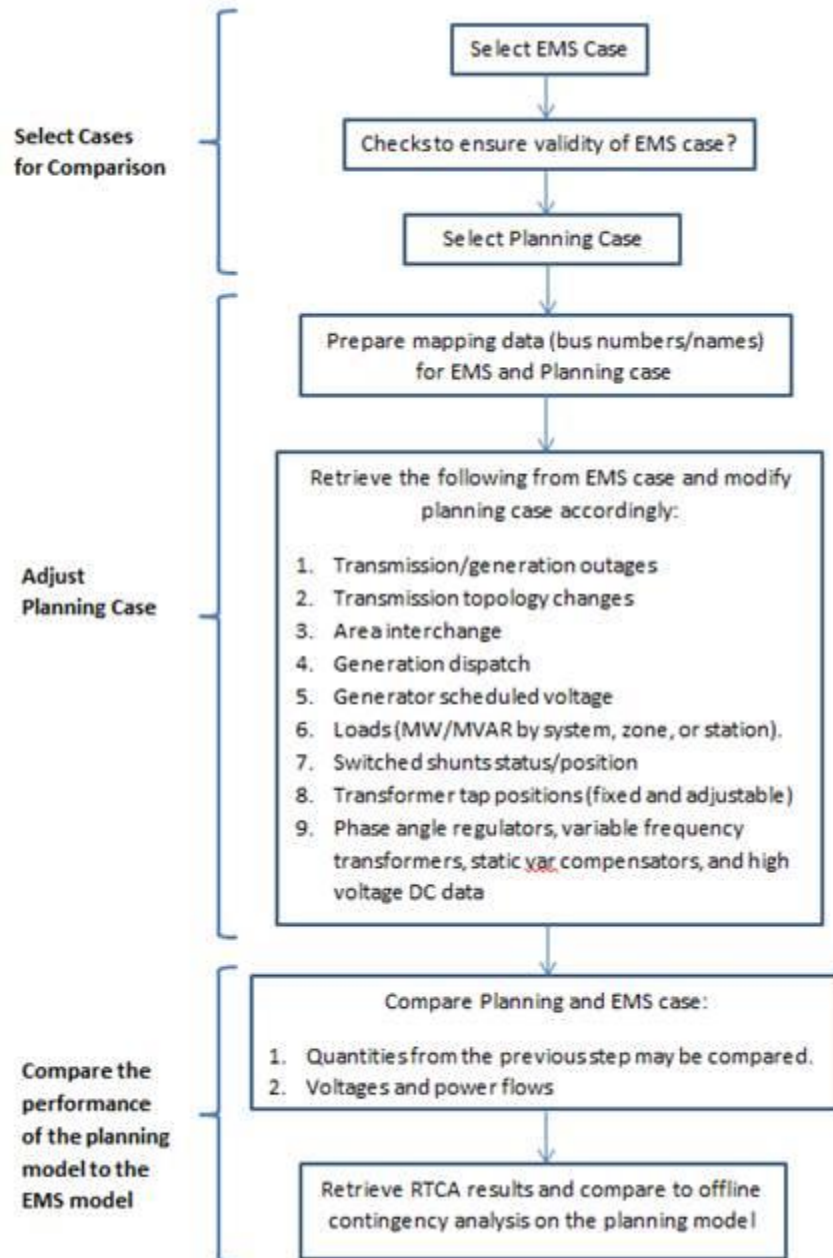 Select Cases
for Comparison
Select EMS Case
Checks to ensure validity of EMS case?
Select Planning Case
Adjust
Planning Case
Prepare mapping data (bus numbers/names)
for EMS and Planning case
Retrieve the following from EMS case and modify
planning case accordingly:
1. Transmission/generation outages
2. Transmission topology changes
3. Area interchange
4. Generation dispatch
5. Generator scheduled voltage
6. Loads (MW/MVAR by system, zone, or station).
7. Switched shunts status/position
8. Transformer tap positions (fixed and adjustable)
9. Phase angle regulators, variable frequency
transformers, static var compensators, and high
voltage DC data
Compare the
performance
of the planning
model to the
EMS model
Compare Planning and EMS case:
1. Quantities from the previous step may be compared.
2. Voltages and power flows
Retrieve RTCA results and compare to offline
contingency analysis on the planning model